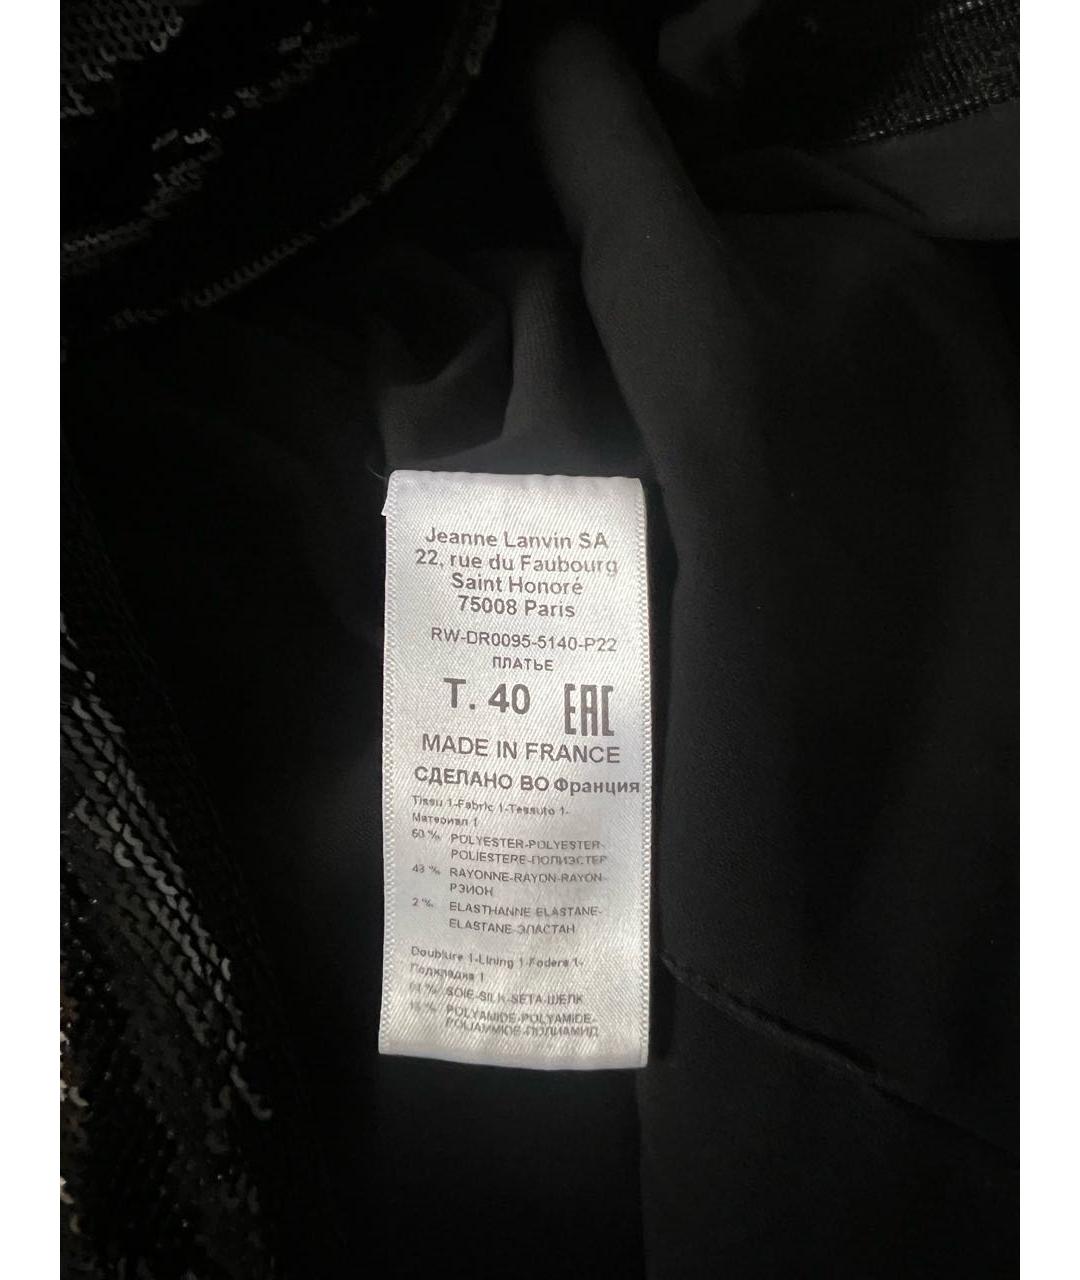 Jeanne Lanvin SA
22, rue du Faubourg
Saint Honoré
75008 Paris
RW-DR0095-5140-P22
ПЛАТЬЕ
T. 40 EAC
MADE IN FRANCE
СДЕЛАНО ВО Франция
Tissu 1-Fabric 1-Tessuto 1-
Материал 1
60 % POLYESTER-POLYESTER-
POLIESTERE-ПОЛИЭСТЕР
43 % RAYONNE-RAYON-RAYON-
РЭЙОН
2 % ELASTHANNE ELASTANE-
ELASTANE-ЭЛАСТАН
Doublure 1-Lining 1-Fodera 1-
Подкладка 1
% SOIE-SILK-SETA-ШЕЛК
% POLYAMIDE-POLYAMIDE-
POLIAMMIDE-ПОЛИАМИД